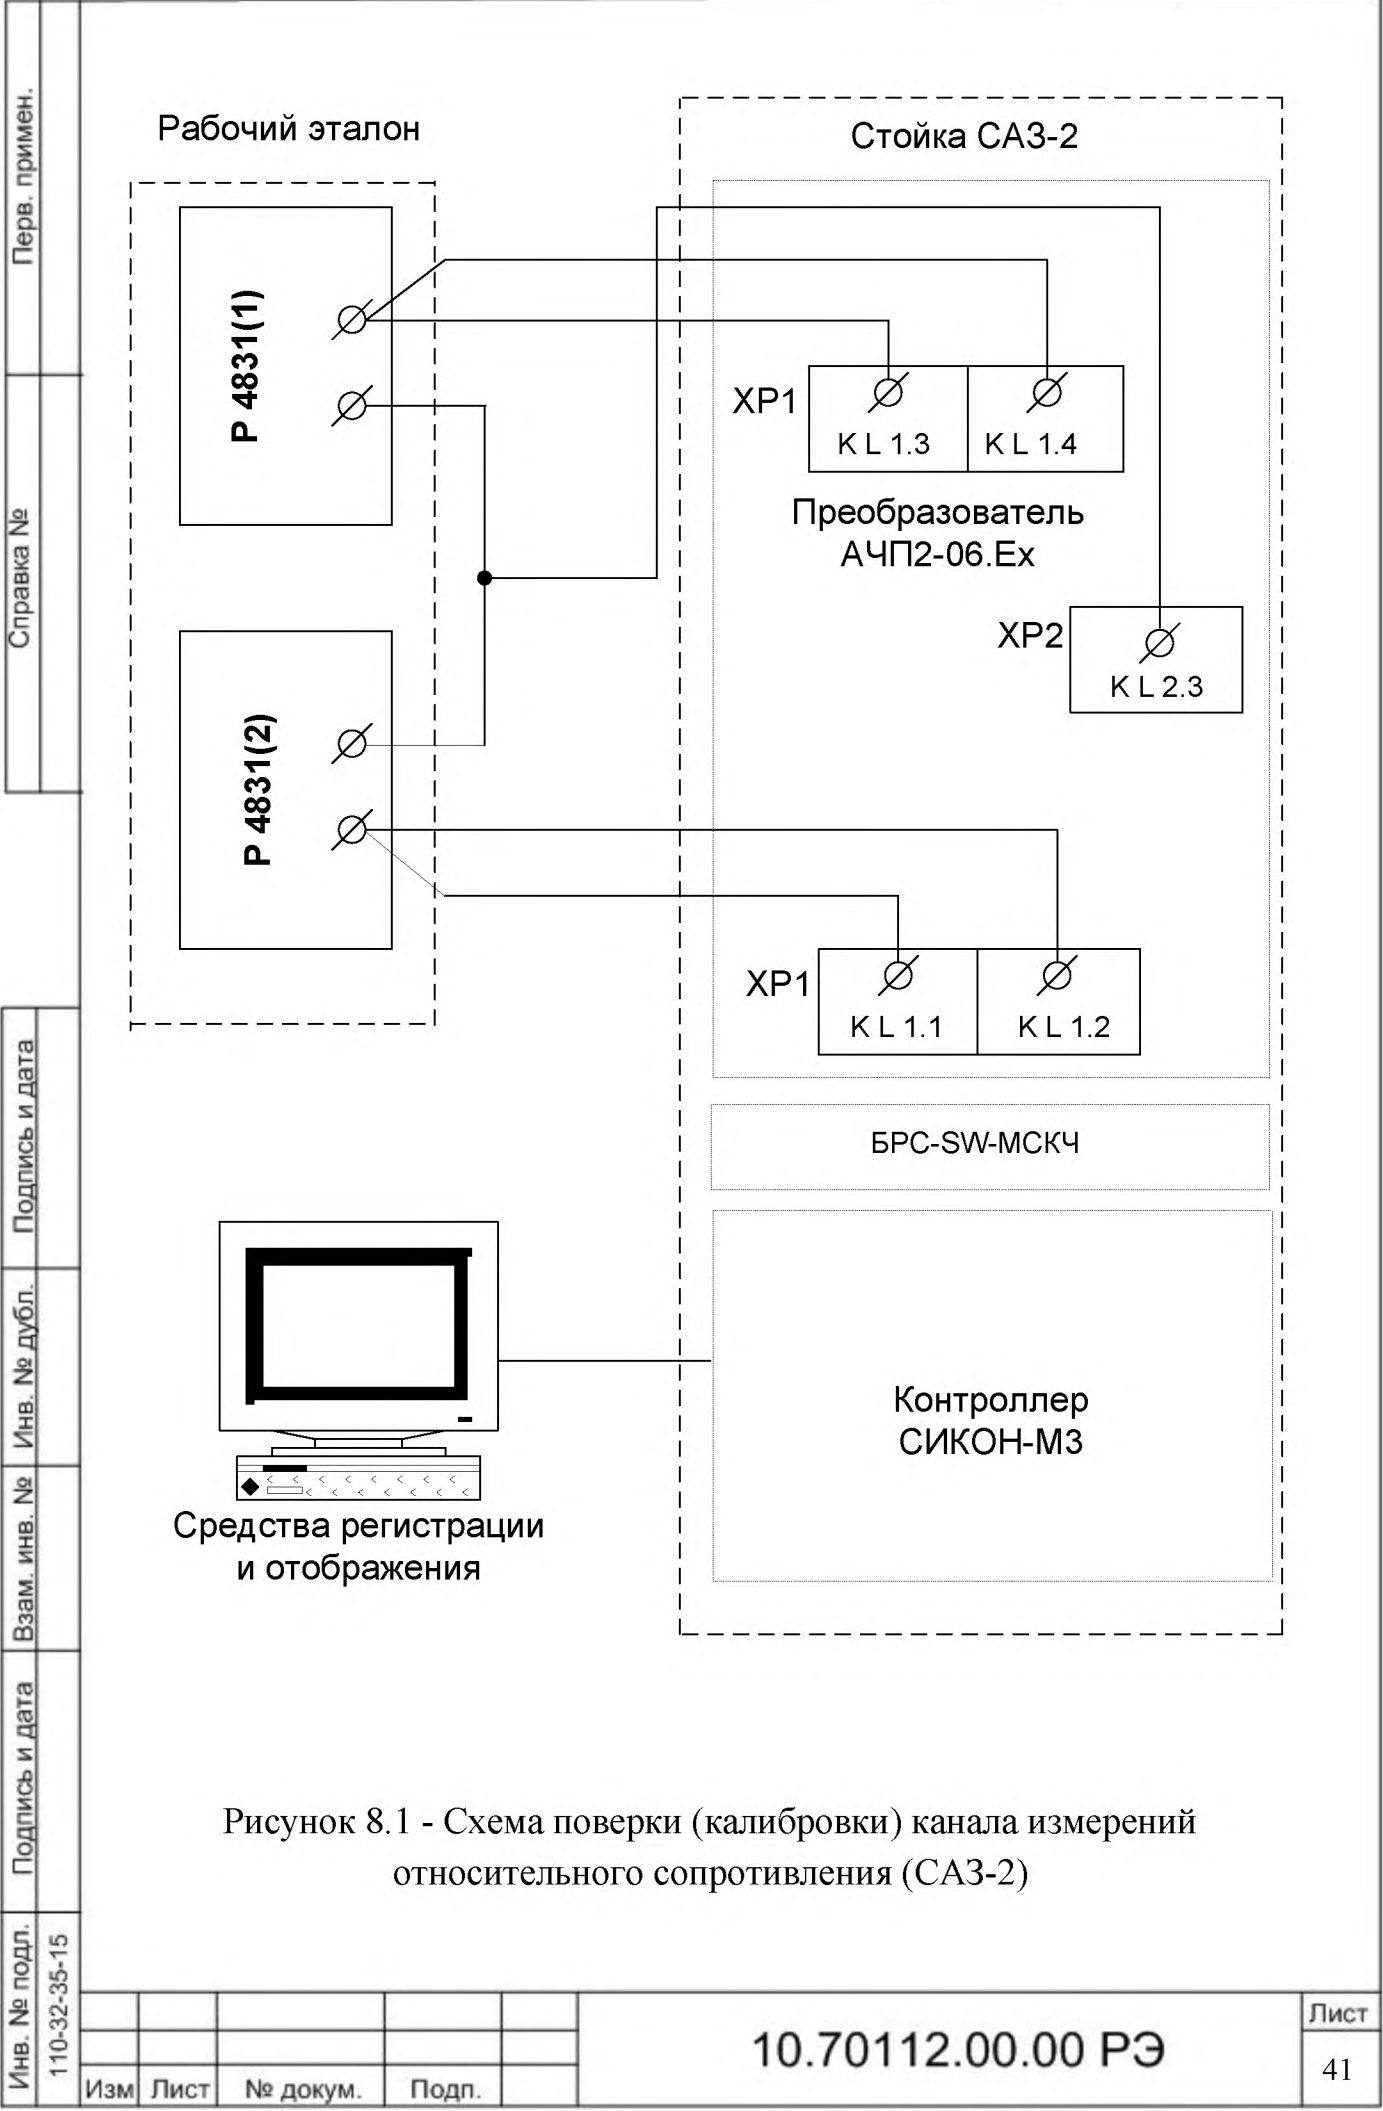 Перв. примен.
Справка №
Подпись и дата
Инв. № дубл.
Взам. инв. №
Подпись и дата
Инв. № подл.
110-32-35-15
Рабочий эталон
Стойка САЗ-2
Р 4831(1)
ХР1
K L 1.3
K L 1.4
Преобразователь
АЧП2-06.Ех
ХР2
K L 2.3
Р 4831(2)
ХР1
K L 1.1
K L 1.2
БРС-SW-МСКЧ
Контроллер
СИКОН-М3
Средства регистрации
и отображения
Рисунок 8.1 - Схема поверки (калибровки) канала измерений
относительного сопротивления (САЗ-2)
Изм Лист № докум. Подп.
10.70112.00.00 РЭ
Лист
41